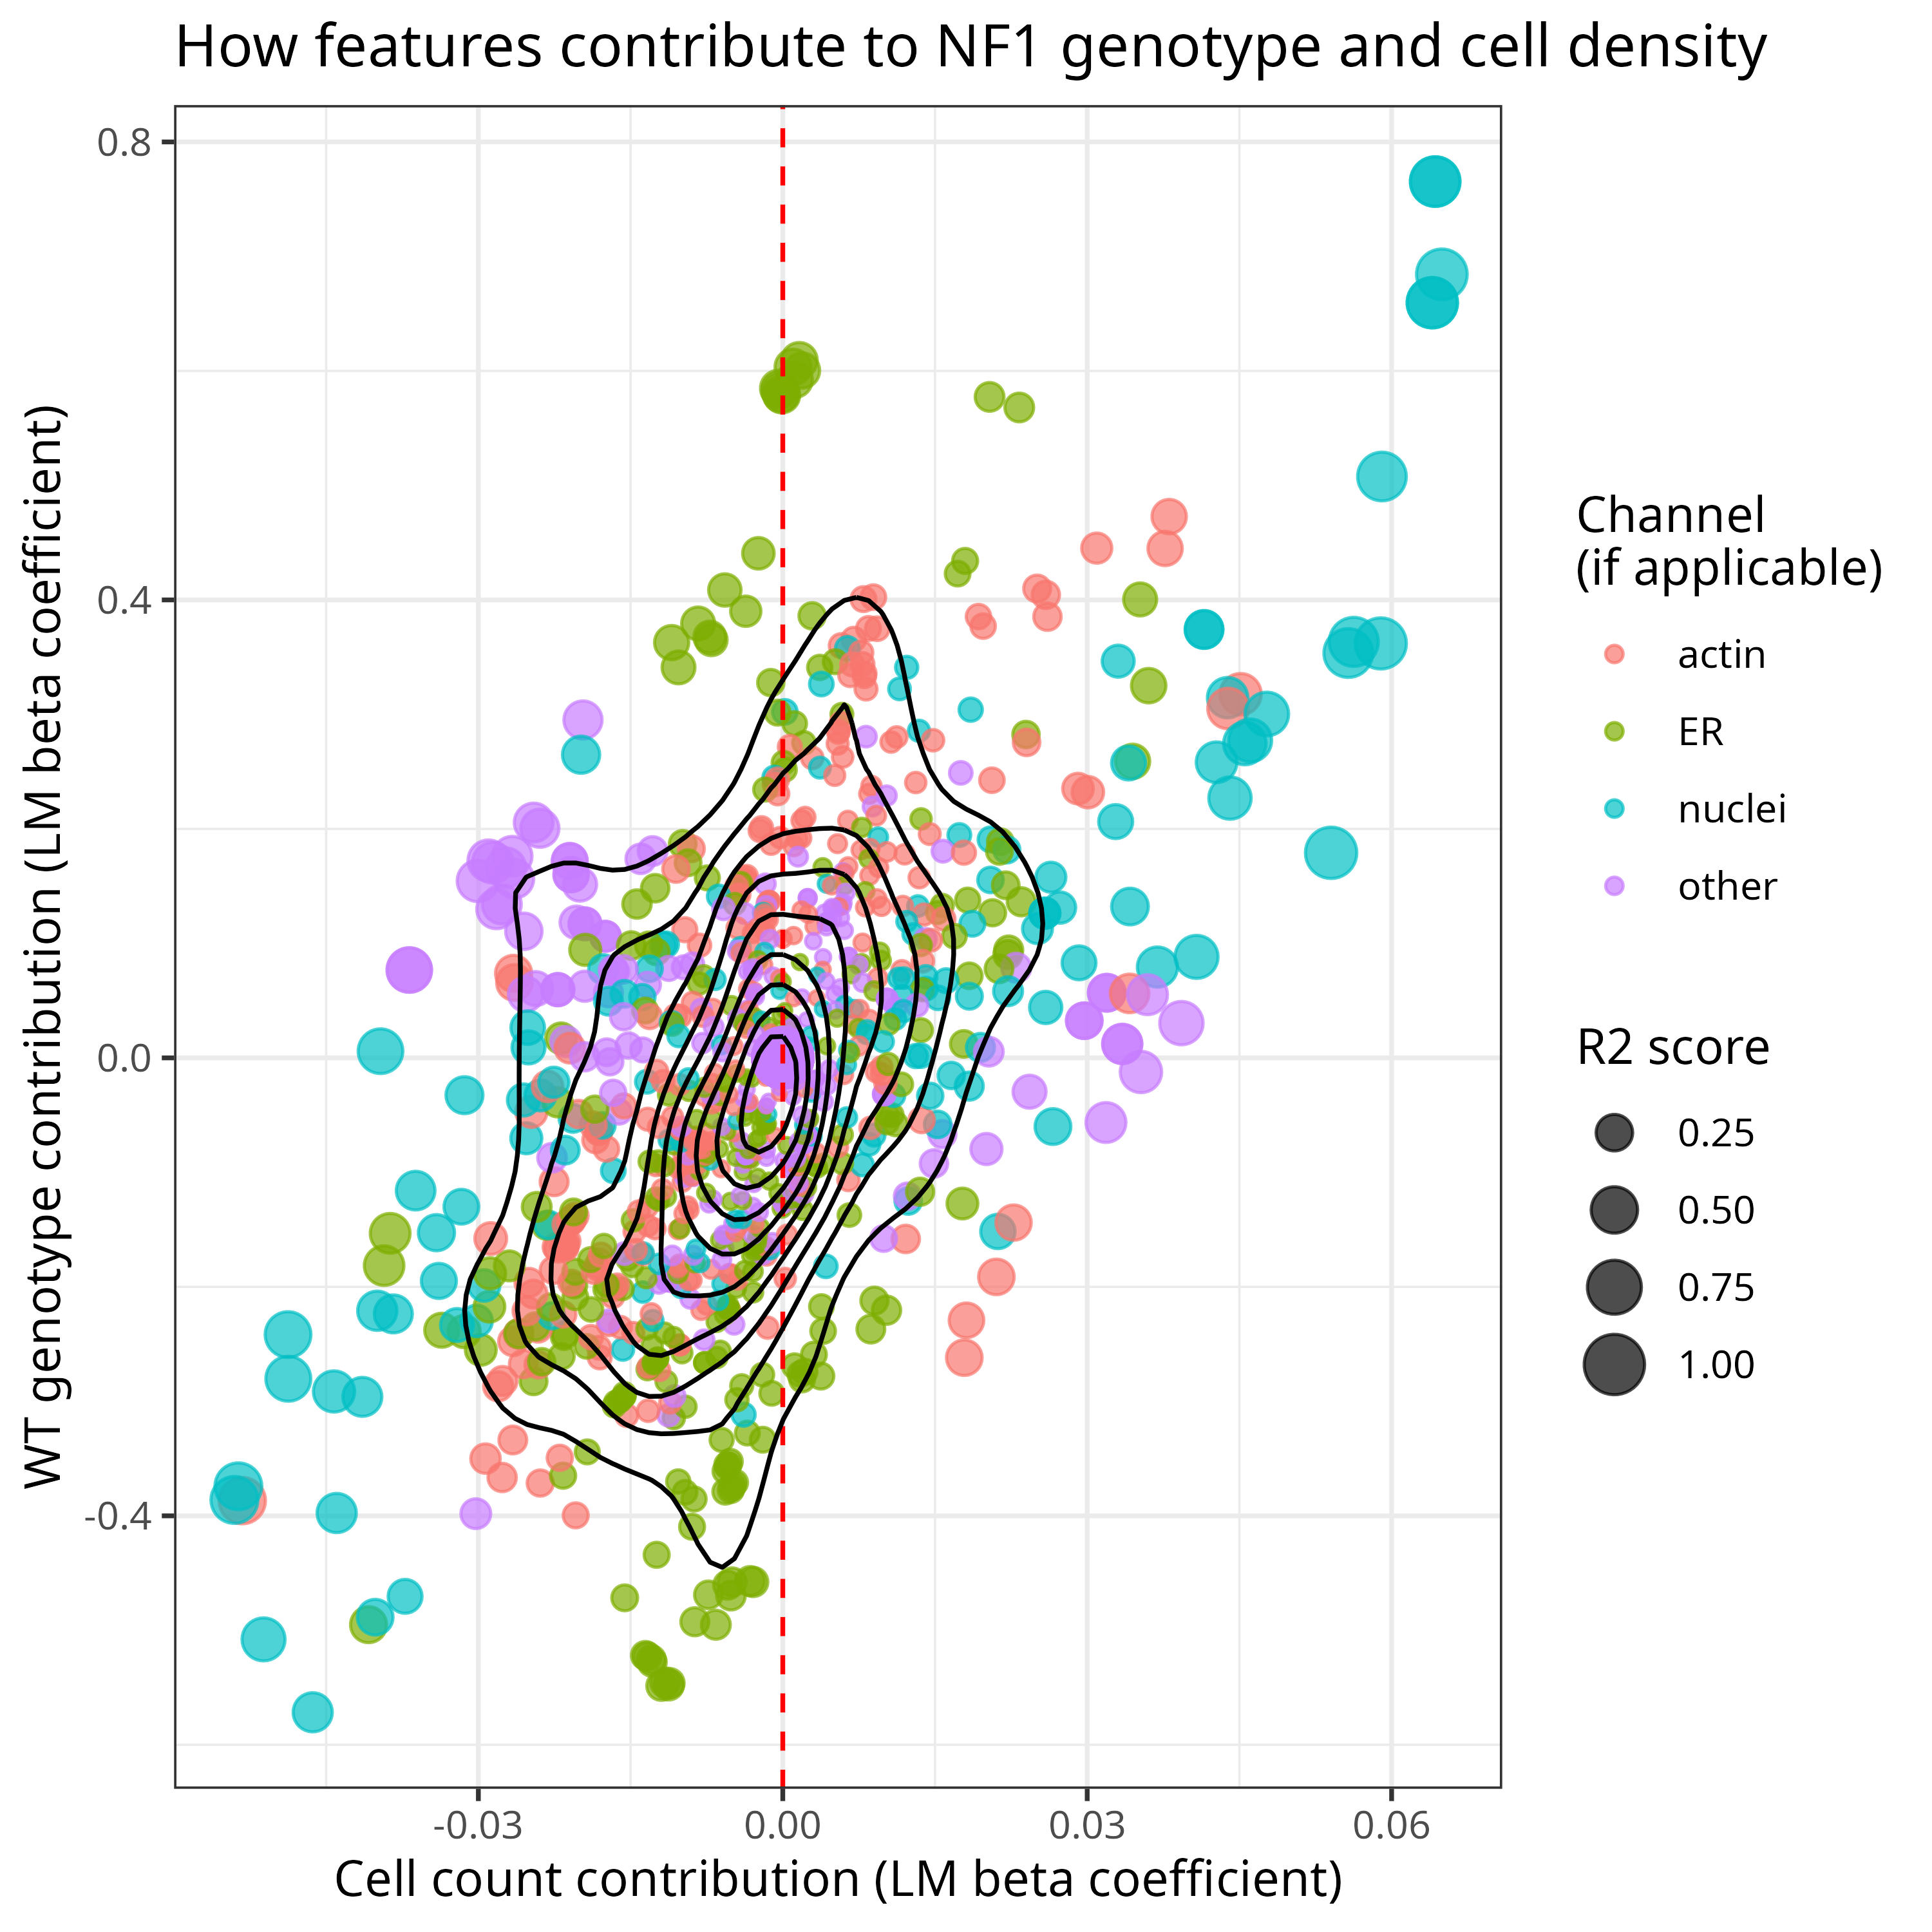 How features contribute to NF1 genotype and cell density
WT genotype contribution (LM beta coefficient)
0.8
0.4
0.0
-0.4
-0.03
0.00
0.03
0.06
Cell count contribution (LM beta coefficient)
Channel
(if applicable)
actin
ER
nuclei
other
R2 score
0.25
0.50
0.75
1.00